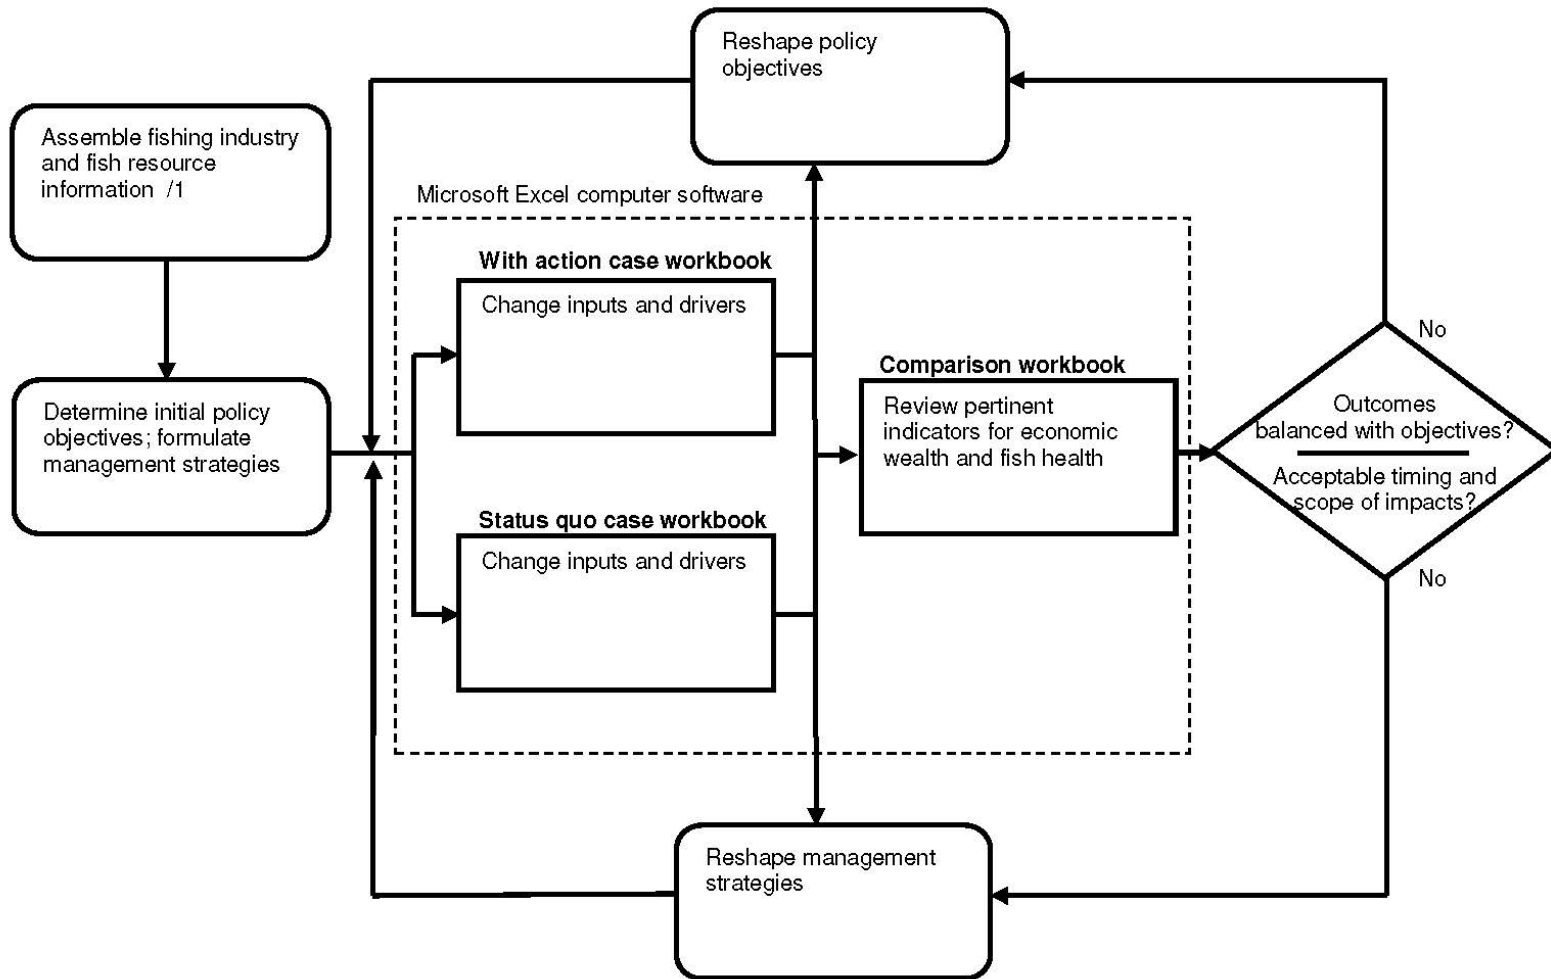 Reshape policy
objectives
Assemble fishing industry
and fish resource
information /1
Microsoft Excel computer software
With action case workbook
Change inputs and drivers
No
Comparison workbook
Determine initial policy
objectives; formulate
management strategies
Review pertinent
indicators for economic
wealth and fish health
Outcomes
balanced with objectives?
Acceptable timing and
scope of impacts?
Status quo case workbook
Change inputs and drivers
No
Reshape management
strategies